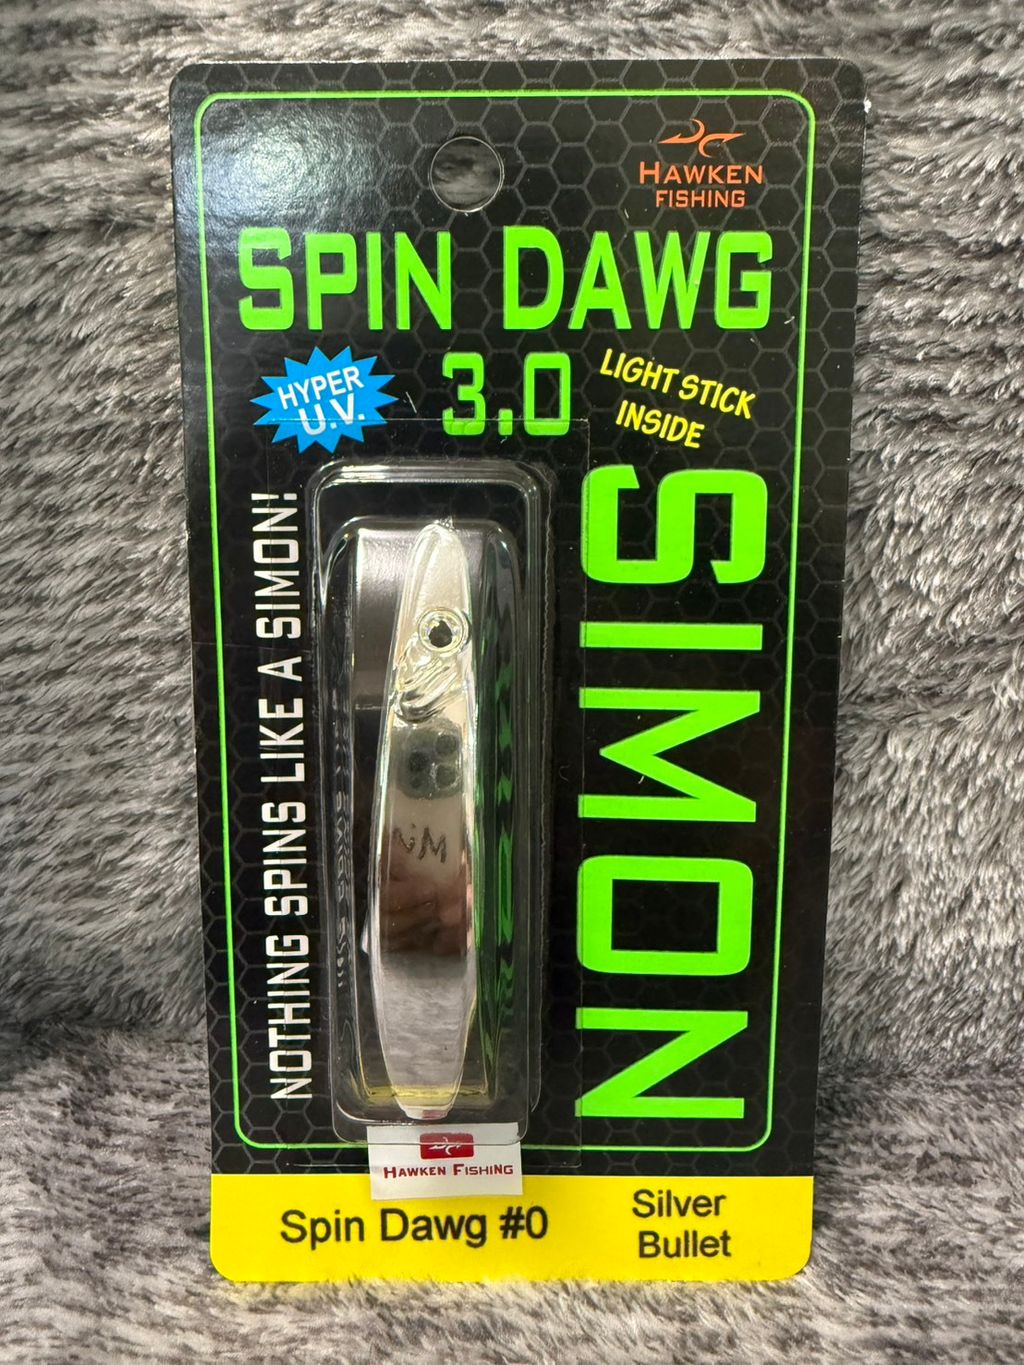 HAWKEN
FISHING
SPIN DAWG
3.0
HYPER
U.V.
LIGHT STICK
INSIDE
NOTHING SPINS LIKE A SIMON!
SIMON
HAWKEN FISHING
Spin Dawg #0
Silver
Bullet